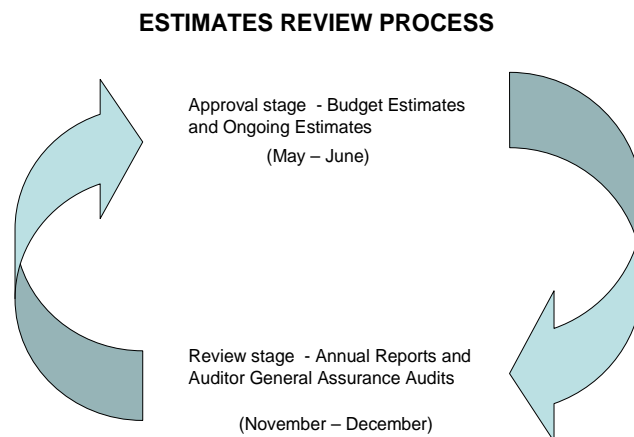 ESTIMATES REVIEW PROCESS
Approval stage - Budget Estimates
and Ongoing Estimates
(May – June)
Review stage - Annual Reports and
Auditor General Assurance Audits
(November – December)